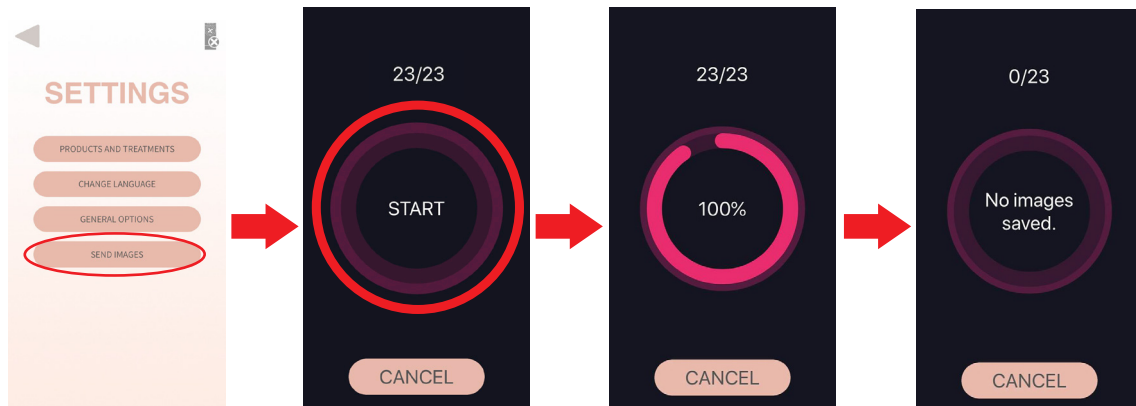 SETTINGS
PRODUCTS AND TREATMENTS
CHANGE LANGUAGE
GENERAL OPTIONS
SEND IMAGES
23/23
START
CANCEL
23/23
100%
CANCEL
0/23
No images
saved.
CANCEL